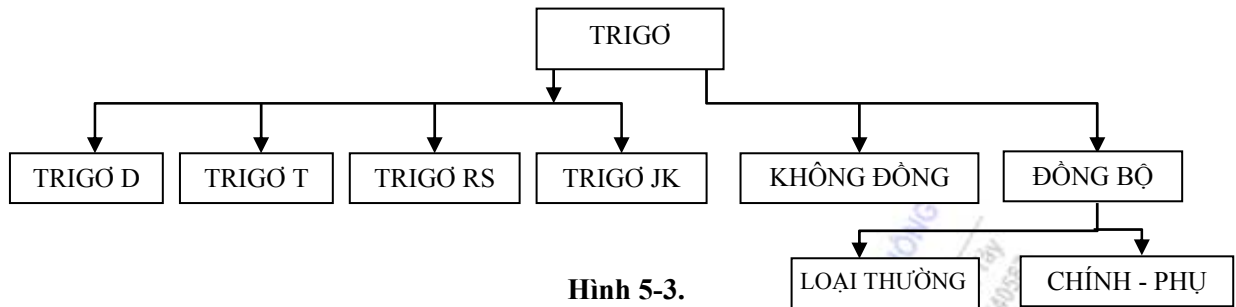 TRIGƠ
TRIGƠ D TRIGƠ T TRIGƠ RS TRIGƠ JK KHÔNG ĐỒNG ĐỒNG BỘ
LOẠI THƯỜNG CHÍNH - PHỤ
Hình 5-3.